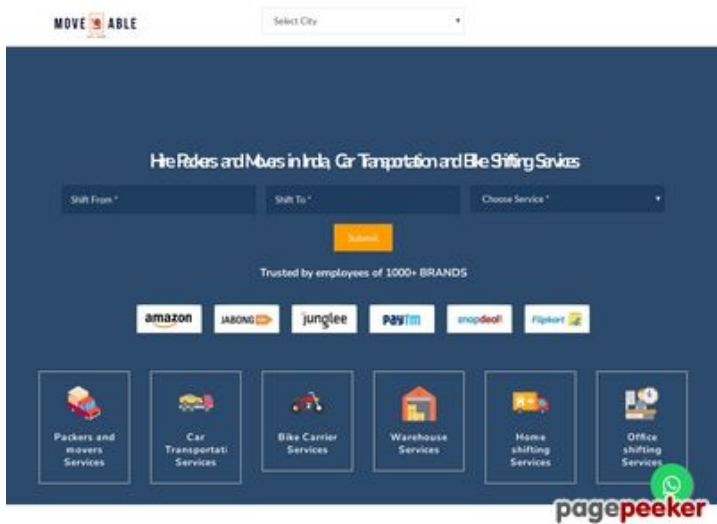 MOVE ABLE
Select City
Hire Packers and Movers in India, Car Transportation and Bike Shifting Services
Shift From *
Shift To *
Choose Service *
Submit
Trusted by employees of 1000+ BRANDS
amazon
JABONG
junglee
Paytm
snapdeal
Flipkart
Packers and
movers
Services
Car
Transportati
Services
Bike Carrier
Services
Warehouse
Services
Home
shifting
Services
Office
shifting
Services
pagepeeker